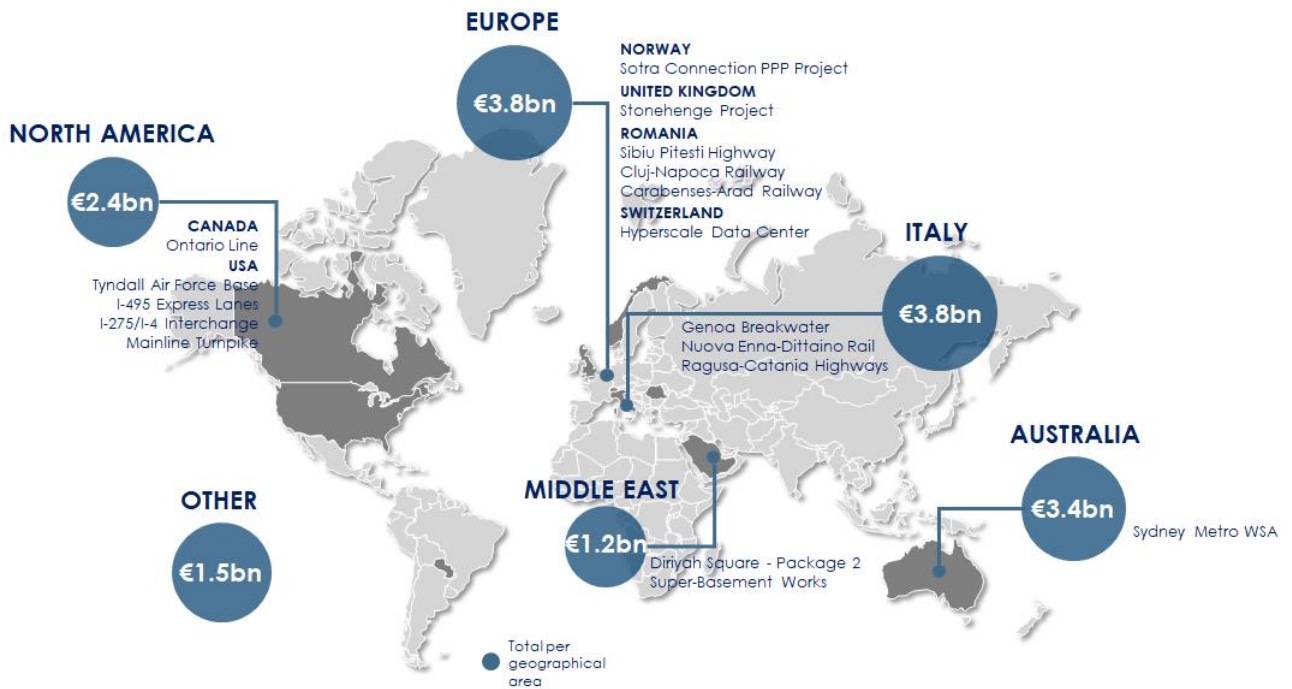 EUROPE
€3.8bn
NORWAY
Sotra Connection PPP Project
UNITED KINGDOM
Stonehenge Project
ROMANIA
Sibiu Pitesti Highway
Cluj-Napoca Railway
Carabenses-Arad Railway
SWITZERLAND
Hyperscale Data Center
NORTH AMERICA
€2.4bn
CANADA
Ontario Line
USA
Tyndall Air Force Base
I-495 Express Lanes
I-275/I-4 Interchange
Mainline Turnpike
ITALY
€3.8bn
Genoa Breakwater
Nuova Enna-Dittaino Rail
Ragusa-Catania Highways
AUSTRALIA
€3.4bn
Sydney Metro WSA
MIDDLE EAST
€1.2bn
Diriyah Square - Package 2
Super-Basement Works
OTHER
€1.5bn
Total per
geographical
area